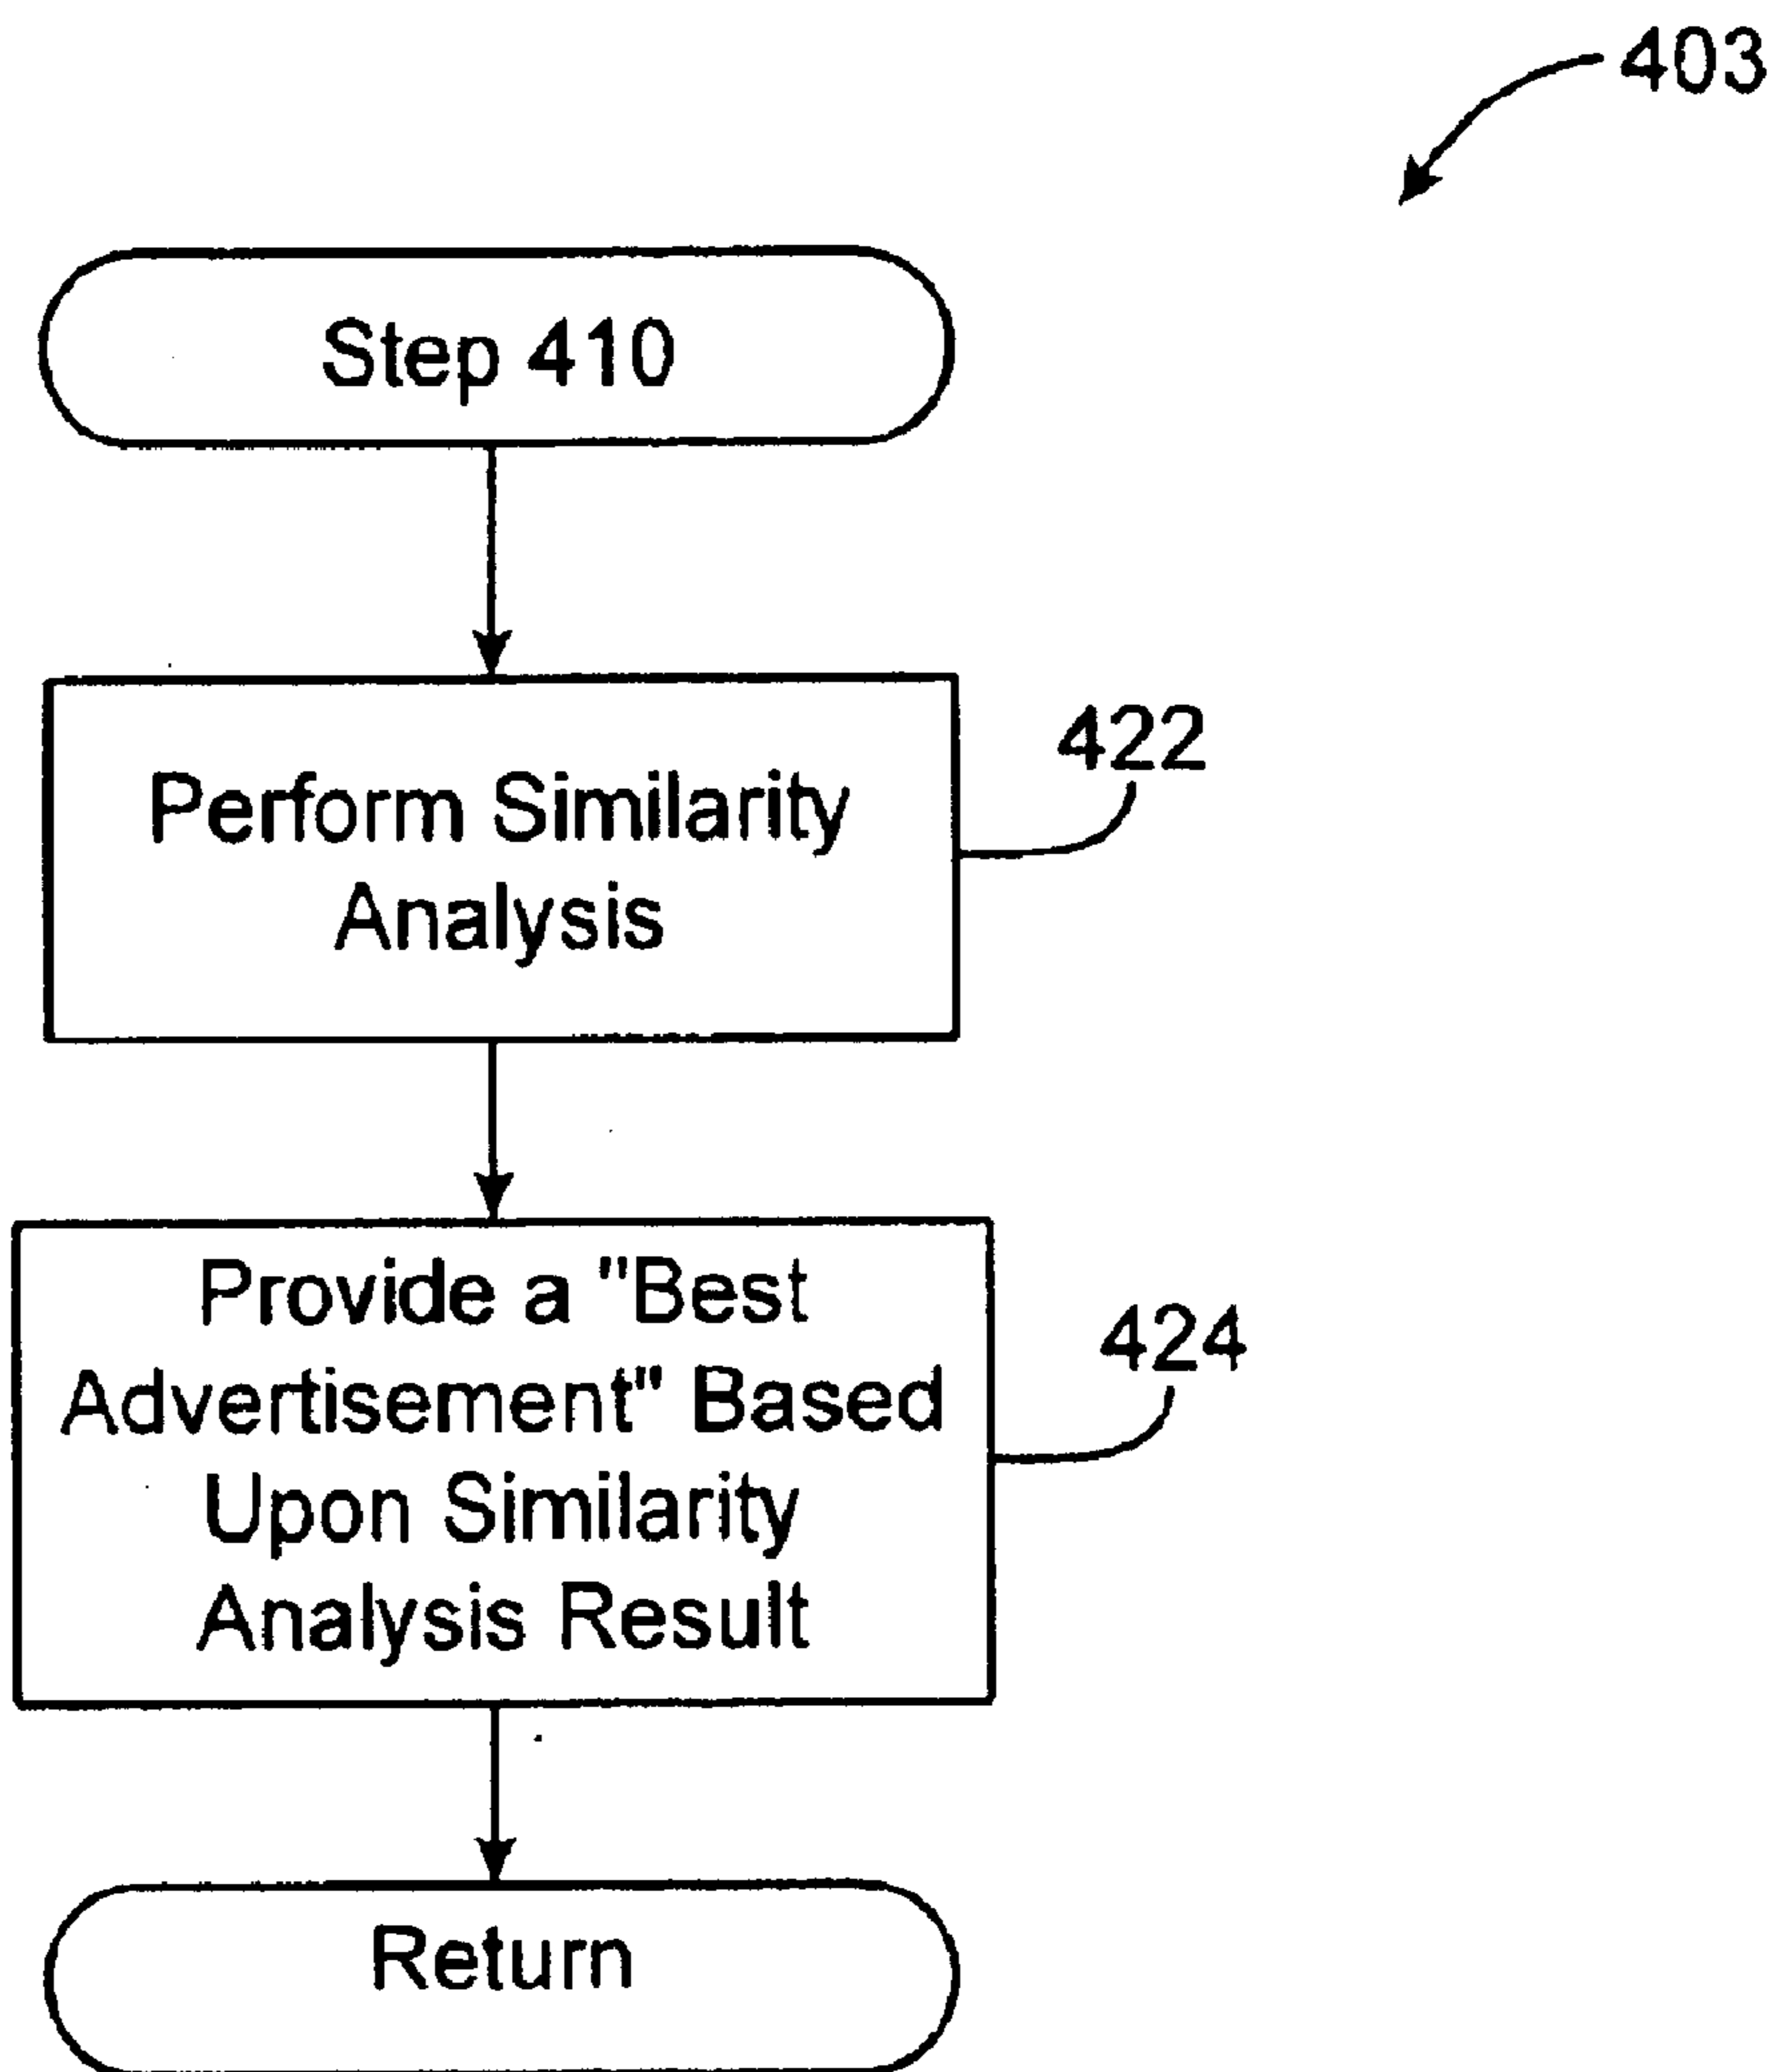 403
Step 410
Perform Similarity
Analysis
422
Provide a "Best
Advertisement" Based
Upon Similarity
Analysis Result
424
Return